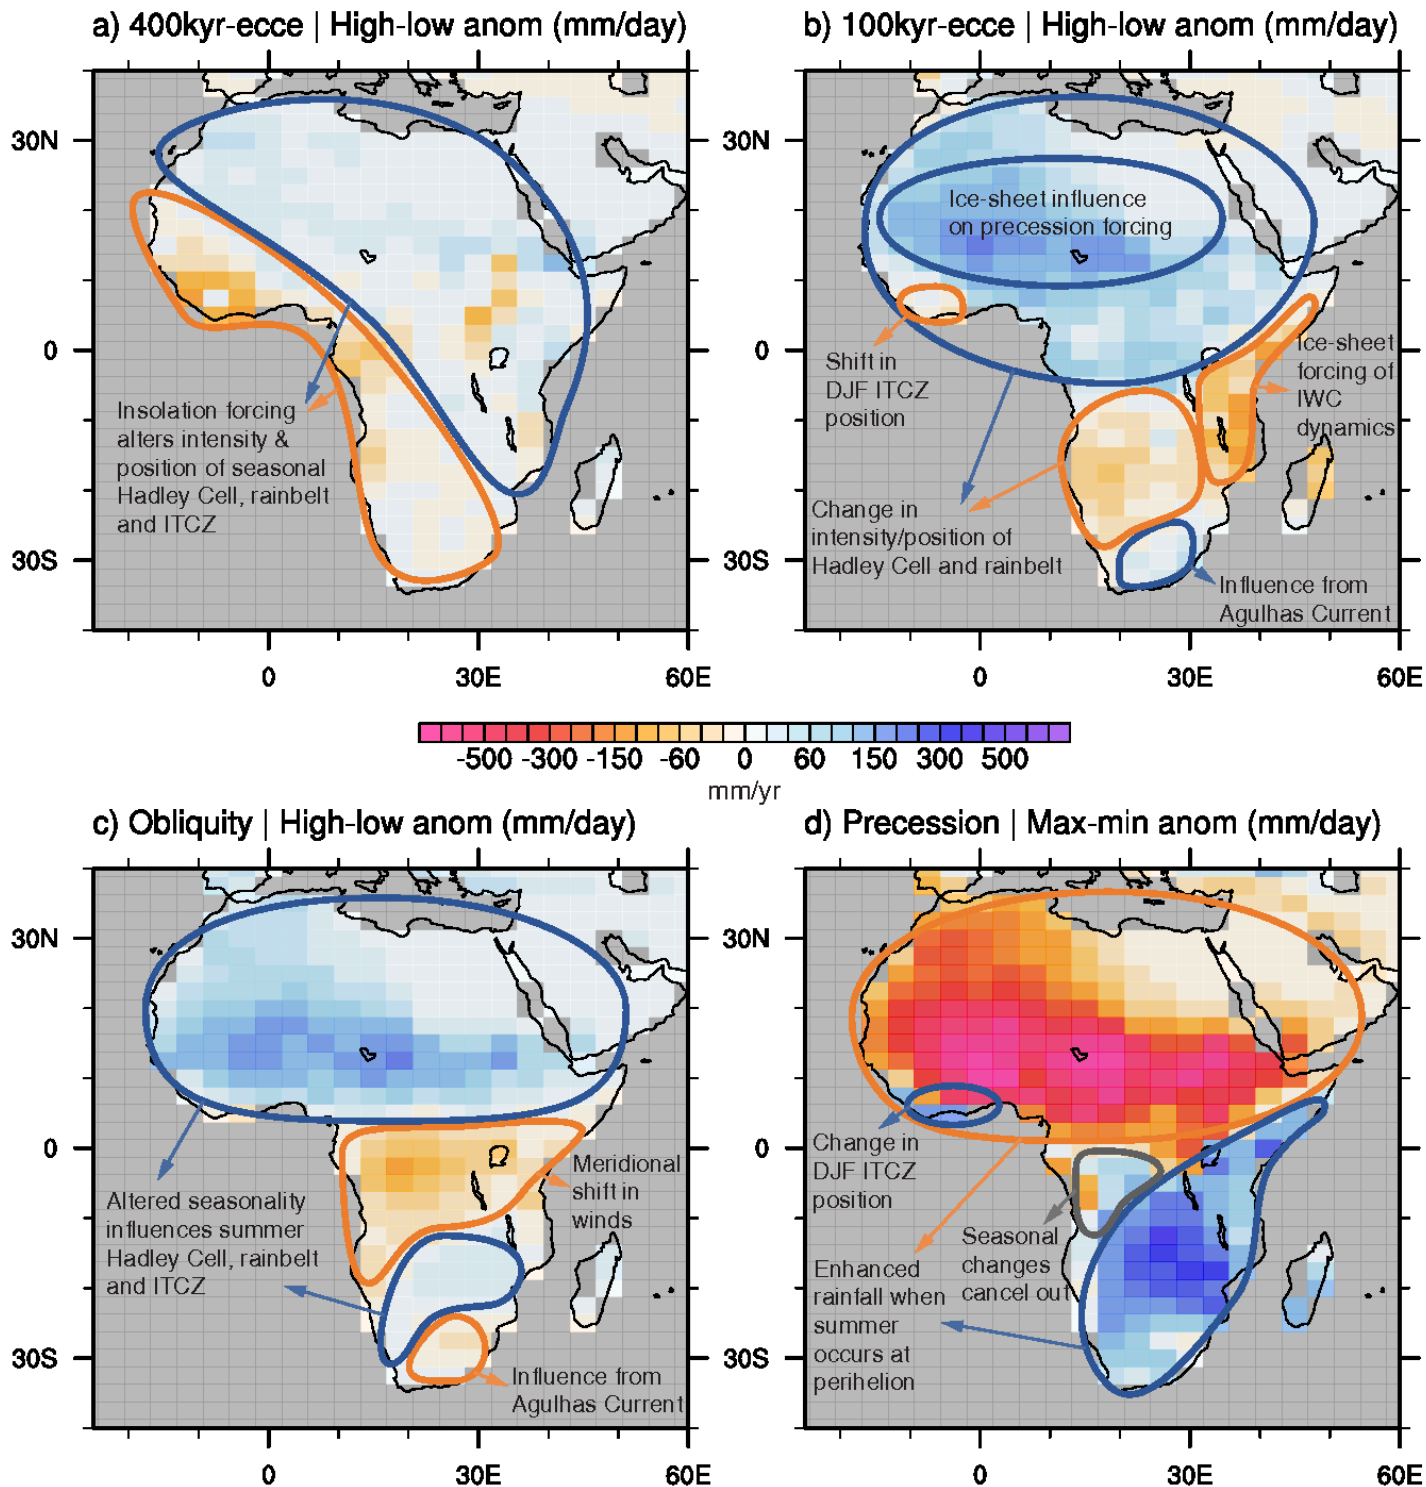 a) 400kyr-ecce | High-low anom (mm/day)
30N
0
30S
0
30E
60E
Insolation forcing
alters intensity &
position of seasonal
Hadley Cell, rainbelt
and ITCZ
b) 100kyr-ecce | High-low anom (mm/day)
30N
0
30S
0
30E
60E
Ice-sheet influence
on precession forcing
Shift in
DJF ITCZ
position
Ice-sheet
forcing of
IWC
dynamics
Change in
intensity/position of
Hadley Cell and rainbelt
Influence from
Agulhas Current
-500 -300 -150 -60 0 60 150 300 500
mm/yr
c) Obliquity | High-low anom (mm/day)
30N
0
30S
0
30E
60E
Meridional
shift in
winds
Altered seasonality
influences summer
Hadley Cell, rainbelt
and ITCZ
Influence from
Agulhas Current
d) Precession | Max-min anom (mm/day)
30N
0
30S
0
30E
60E
Change in
DJF ITCZ
position
Seasonal
changes
cancel out
Enhanced
rainfall when
summer
occurs at
perihelion